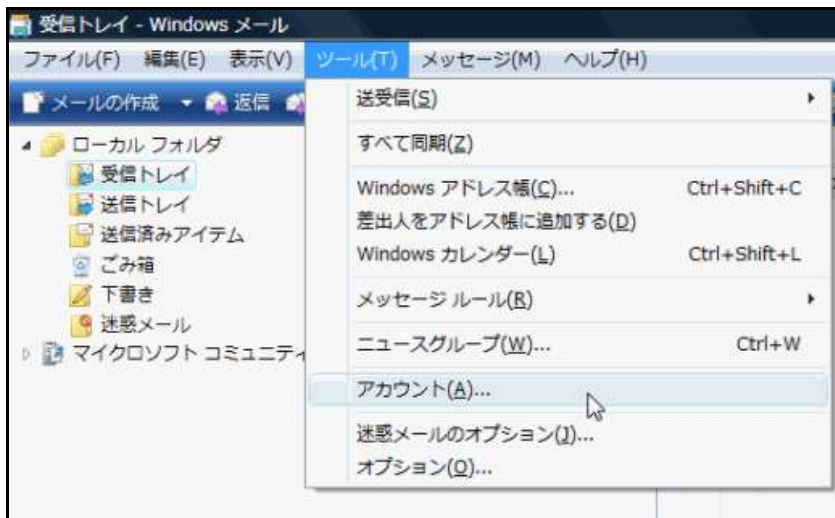 受信トレイ - Windows メール
ファイル(F) 編集(E) 表示(V) ツール(T) メッセージ(M) ヘルプ(H)
メールの作成 返信
送受信(S)
すべて同期(Z)
Windows アドレス帳(C)... Ctrl+Shift+C
差出人をアドレス帳に追加する(D)
Windows カレンダー(L) Ctrl+Shift+L
メッセージ ルール(R)
ニュースグループ(W)... Ctrl+W
アカウント(A)...
迷惑メールのオプション(J)...
オプション(O)...
ローカル フォルダ
受信トレイ
送信トレイ
送信済みアイテム
ごみ箱
下書き
迷惑メール
マイクロソフト コミュニティ